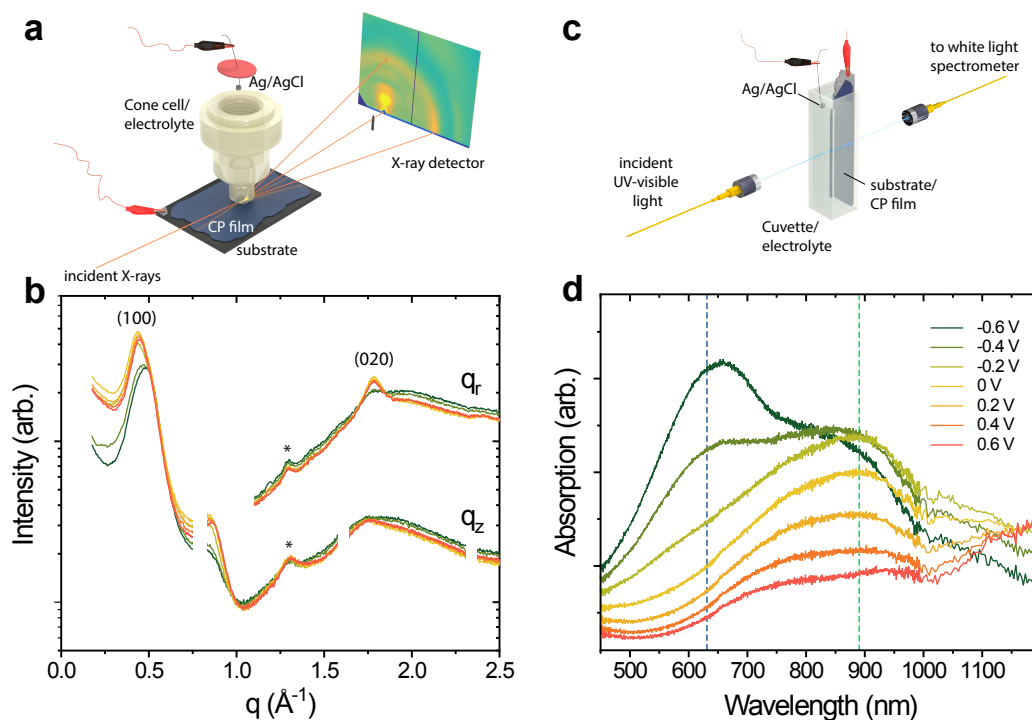 a
Ag/AgCl
Cone cell/
electrolyte
X-ray detector
CP film
substrate
incident X-rays
c
to white light
spectrometer
Ag/AgCl
incident
UV-visible
light
substrate/
CP film
Cuvette/
electrolyte
b
(100)
(020)
qr
*
qz
*
Intensity (arb.)
0.0 0.5 1.0 1.5 2.0 2.5
q (Å-1)
d
-0.6 V
-0.4 V
-0.2 V
0 V
0.2 V
0.4 V
0.6 V
Absorption (arb.)
500 600 700 800 900 1000 1100
Wavelength (nm)